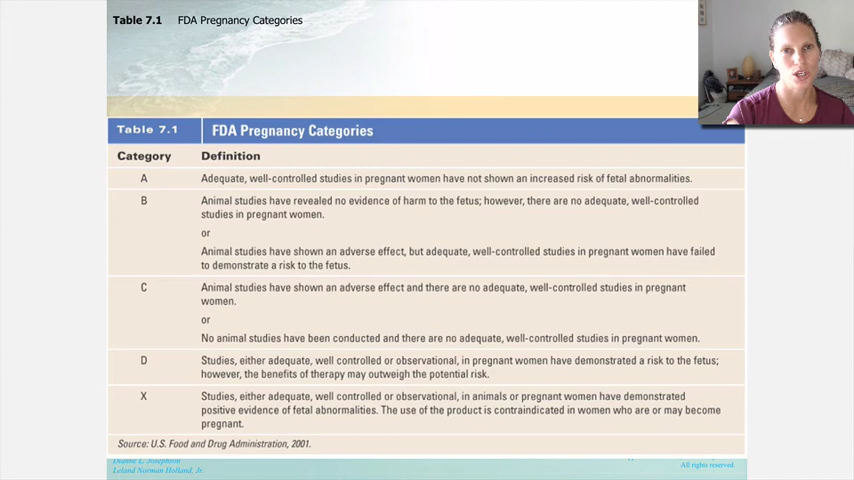 Table 7.1 FDA Pregnancy Categories
Table 7.1 FDA Pregnancy Categories
Category Definition
A Adequate, well-controlled studies in pregnant women have not shown an increased risk of fetal abnormalities.
B Animal studies have revealed no evidence of harm to the fetus; however, there are no adequate, well-controlled
studies in pregnant women.
or
Animal studies have shown an adverse effect, but adequate, well-controlled studies in pregnant women have failed
to demonstrate a risk to the fetus.
C Animal studies have shown an adverse effect and there are no adequate, well-controlled studies in pregnant
women.
or
No animal studies have been conducted and there are no adequate, well-controlled studies in pregnant women.
D Studies, either adequate, well controlled or observational, in pregnant women have demonstrated a risk to the fetus;
however, the benefits of therapy may outweigh the potential risk.
X Studies, either adequate, well controlled or observational, in animals or pregnant women have demonstrated
positive evidence of fetal abnormalities. The use of the product is contraindicated in women who are or may become
pregnant.
Source: U.S. Food and Drug Administration, 2001.
Dianne L. Josephson
Leland Norman Holland, Jr.
All rights reserved.